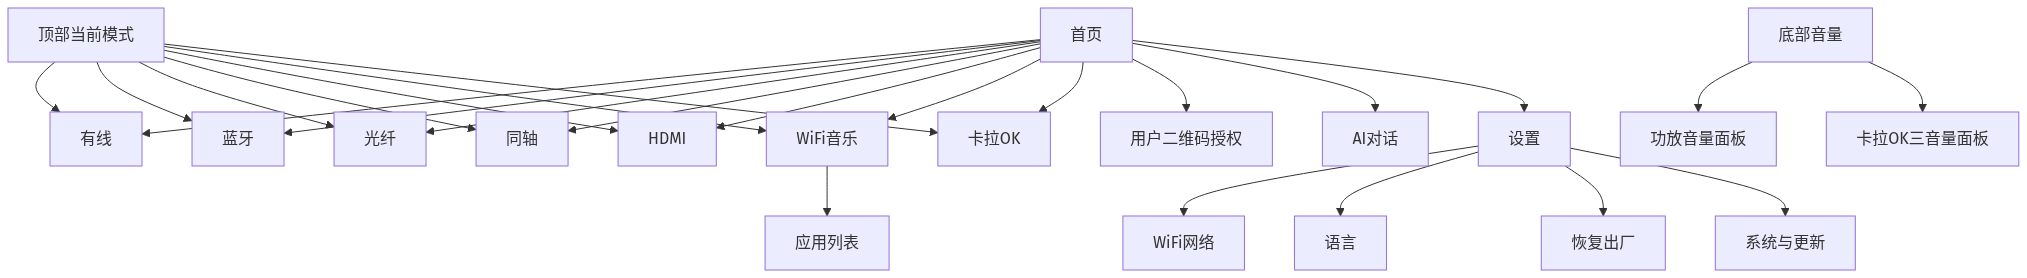 顶部当前模式
首页
底部音量
有线
蓝牙
光纤
同轴
HDMI
WiFi音乐
卡拉OK
用户二维码授权
AI对话
设置
功放音量面板
卡拉OK三音量面板
应用列表
WiFi网络
语言
恢复出厂
系统与更新